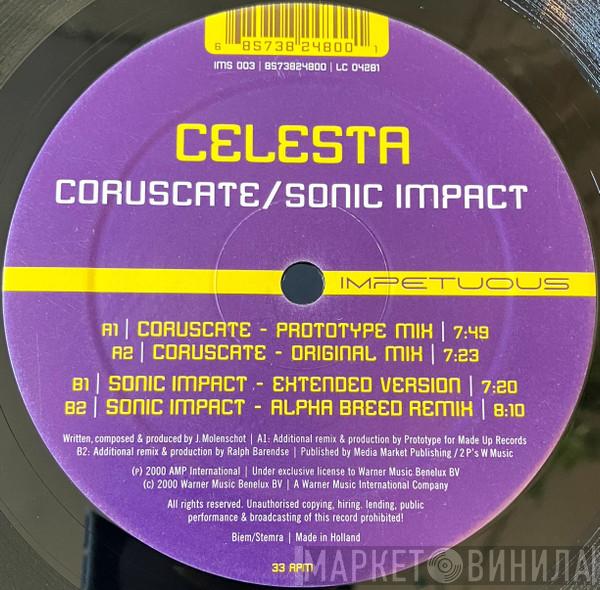 6 85738 24800 1
IMS 003 | 8573824800 | LC 04281
CELESTA
CORUSCATE/SONIC IMPACT
IMPETUOUS
A1 | CORUSCATE - PROTOTYPE MIX | 7:49
A2 | CORUSCATE - ORIGINAL MIX | 7:23
B1 | SONIC IMPACT - EXTENDED VERSION | 7:20
B2 | SONIC IMPACT - ALPHA BREED REMIX | 8:10
Written, composed & produced by J.Molenschot | A1: Additional remix & production by Prototype for Made Up Records
B2: Additional remix & production by Ralph Barendse | Published by Media Market Publishing / 2 P's W Music
(P) 2000 AMP International | Under exclusive license to Warner Music Benelux BV
(C) 2000 Warner Music Benelux BV | A Warner Music International Company
All rights reserved. Unauthorised copying, hiring. lending, public
performance & broadcasting of this record prohibited!
Biem/Stemra | Made in Holland
33 RPM
МАРКЕТ ВИНИЛА